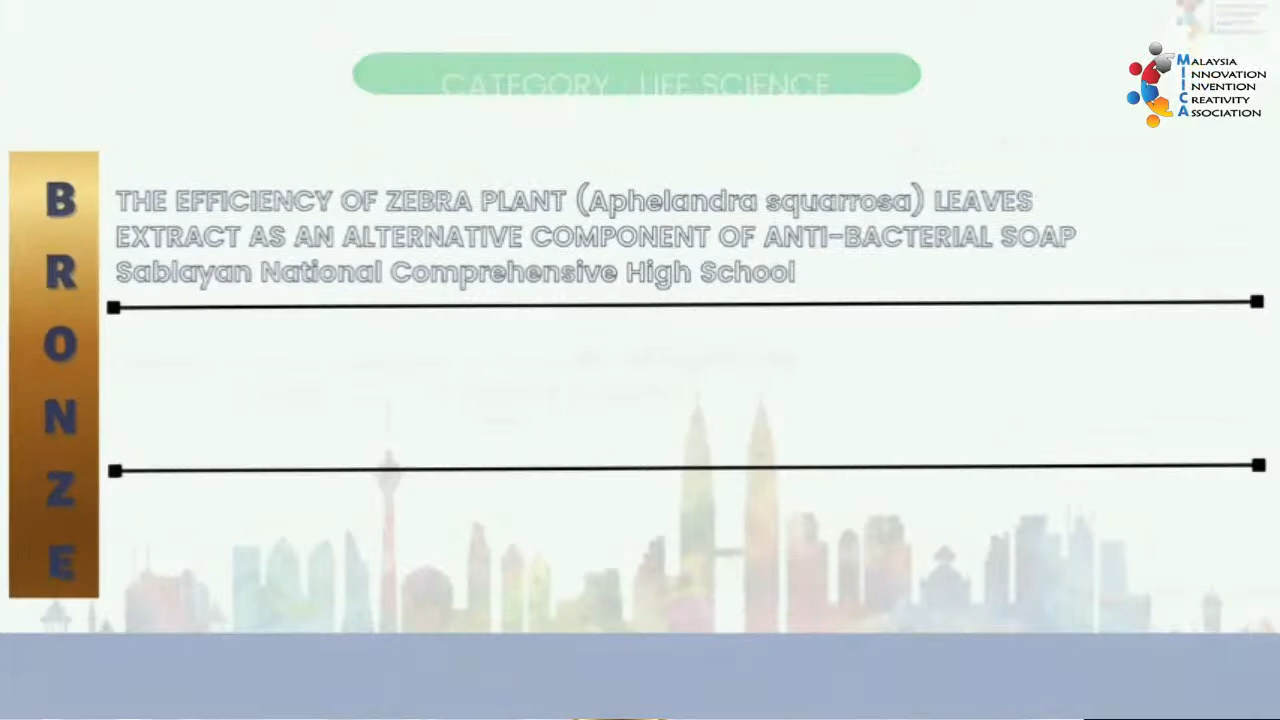 CATEGORY : LIFE SCIENCE
MALAYSIA
INNOVATION
INVENTION
CREATIVITY
ASSOCIATION
BRONZE
THE EFFICIENCY OF ZEBRA PLANT (Aphelandra squarrosa) LEAVES
EXTRACT AS AN ALTERNATIVE COMPONENT OF ANTI-BACTERIAL SOAP
Sablayan National Comprehensive High School